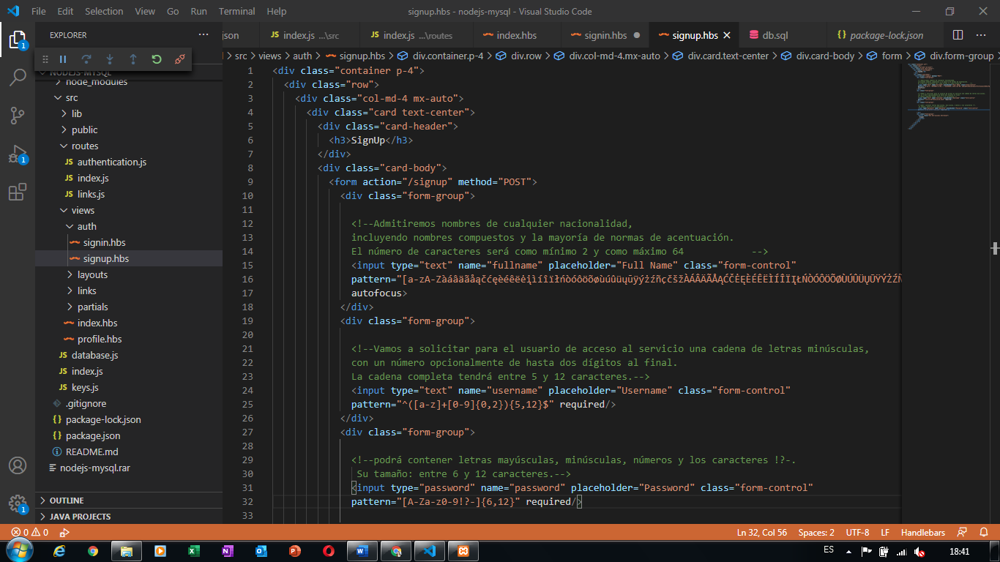 File Edit Selection View Go Run Terminal Help
signup.hbs - nodejs-mysql - Visual Studio Code
EXPLORER
json
JS index.js ...\src
JS index.js ...\routes
index.hbs
signin.hbs
signup.hbs
db.sql
{} package-lock.json
src > views > auth > signup.hbs > div.container.p-4 > div.row > div.col-md-4.mx-auto > div.card.text-center > div.card-body > form > div.form-group >
NODEJS-MYSQL
node_modules
src
lib
public
routes
JS authentication.js
JS index.js
JS links.js
views
auth
signin.hbs
signup.hbs
layouts
links
partials
index.hbs
profile.hbs
JS database.js
JS index.js
JS keys.js
.gitignore
{} package-lock.json
{} package.json
README.md
nodejs-mysql.rar
OUTLINE
JAVA PROJECTS
1 <div class="container p-4">
2 <div class="row">
3 <div class="col-md-4 mx-auto">
4 <div class="card text-center">
5 <div class="card-header">
6 <h3>SignUp</h3>
7 </div>
8 <div class="card-body">
9 <form action="/signup" method="POST">
10 <div class="form-group">
11
12 <!--Admitiremos nombres de cualquier nacionalidad,
13 incluyendo nombres compuestos y la mayoría de normas de acentuación.
14 El número de caracteres será como mínimo 2 y como máximo 64 -->
15 <input type="text" name="fullname" placeholder="Full Name" class="form-control"
16 pattern="[a-zA-ZàáâäãåąčćęèéêëėįìíîïłńòóôöõøùúûüųūÿýżźñçčšžÀÁÂÄÃÅĄĆČĖĘÈÉÊËÌÍÎÏĮŁŃÒÓÔÖÕØÙÚÛÜŲŪŸÝŻŹÑ
17 autofocus>
18 </div>
19 <div class="form-group">
20
21 <!--Vamos a solicitar para el usuario de acceso al servicio una cadena de letras minúsculas,
22 con un número opcionalmente de hasta dos dígitos al final.
23 La cadena completa tendrá entre 5 y 12 caracteres.-->
24 <input type="text" name="username" placeholder="Username" class="form-control"
25 pattern="^([a-z]+[0-9]{0,2}){5,12}$" required/>
26 </div>
27 <div class="form-group">
28
29 <!--podrá contener letras mayúsculas, minúsculas, números y los caracteres !?-.
30 Su tamaño: entre 6 y 12 caracteres.-->
31 <input type="password" name="password" placeholder="Password" class="form-control"
32 pattern="[A-Za-z0-9!?-]{6,12}" required/>
33
1
1
1
0 0
Ln 32, Col 56 Spaces: 2 UTF-8 LF Handlebars
ES 18:41